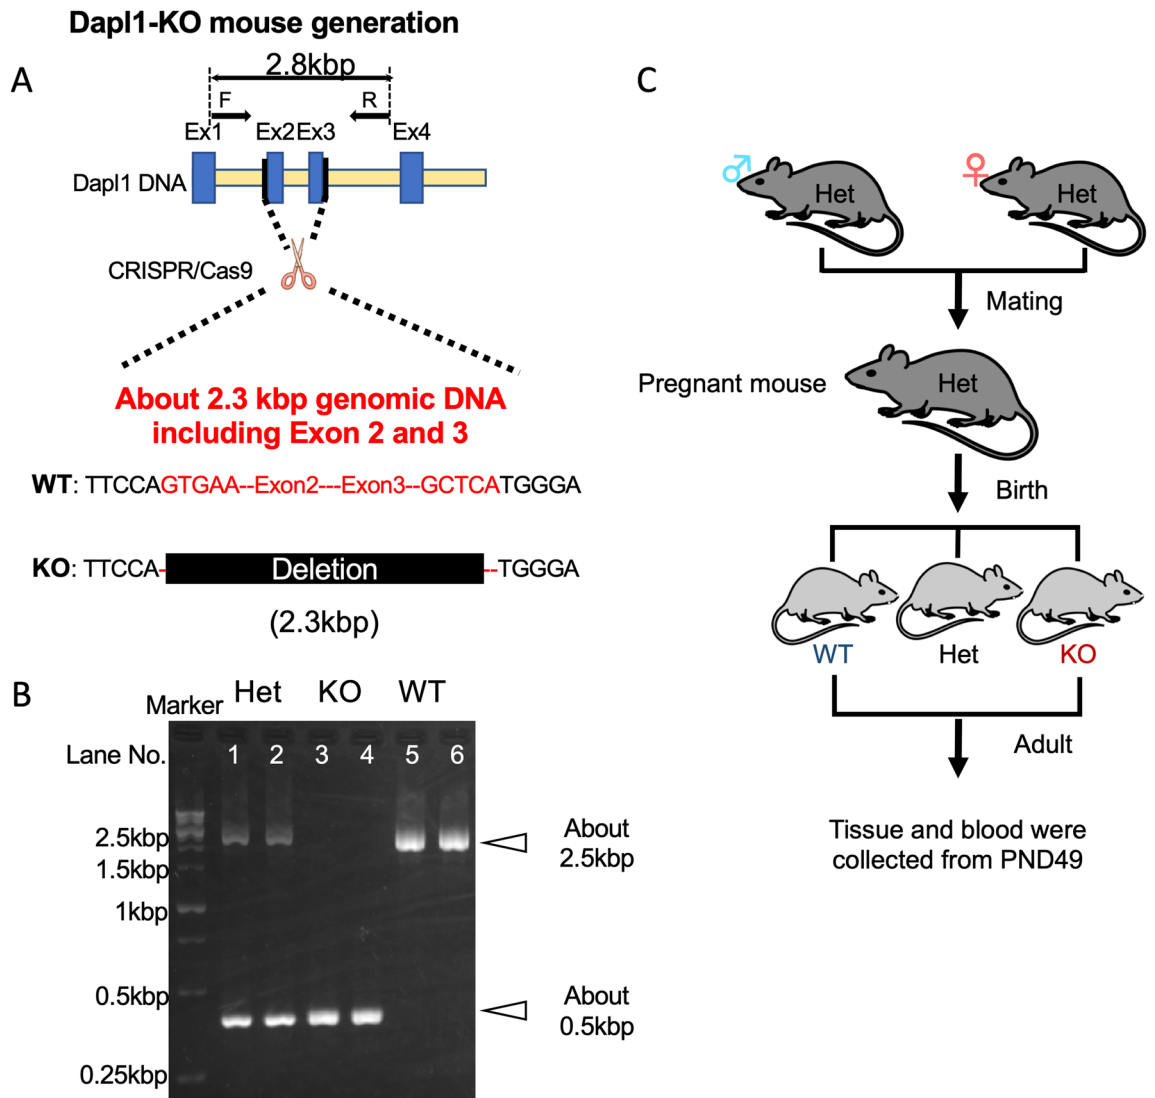 Dapl1-KO mouse generation
A
2.8kbp
F
R
Ex1
Ex2
Ex3
Ex4
Dapl1 DNA
CRISPR/Cas9
About 2.3 kbp genomic DNA
including Exon 2 and 3
WT: TTCCAGTGAA--Exon2---Exon3--GCTCATGGGA
KO: TTCCA-Deletion--TGGGA
(2.3kbp)
B
Marker
Het
KO
WT
Lane No.
1
2
3
4
5
6
2.5kbp
1.5kbp
1kbp
0.5kbp
0.25kbp
About
2.5kbp
About
0.5kbp
C
♂
Het
♀
Het
Mating
Pregnant mouse
Het
Birth
WT
Het
KO
Adult
Tissue and blood were
collected from PND49